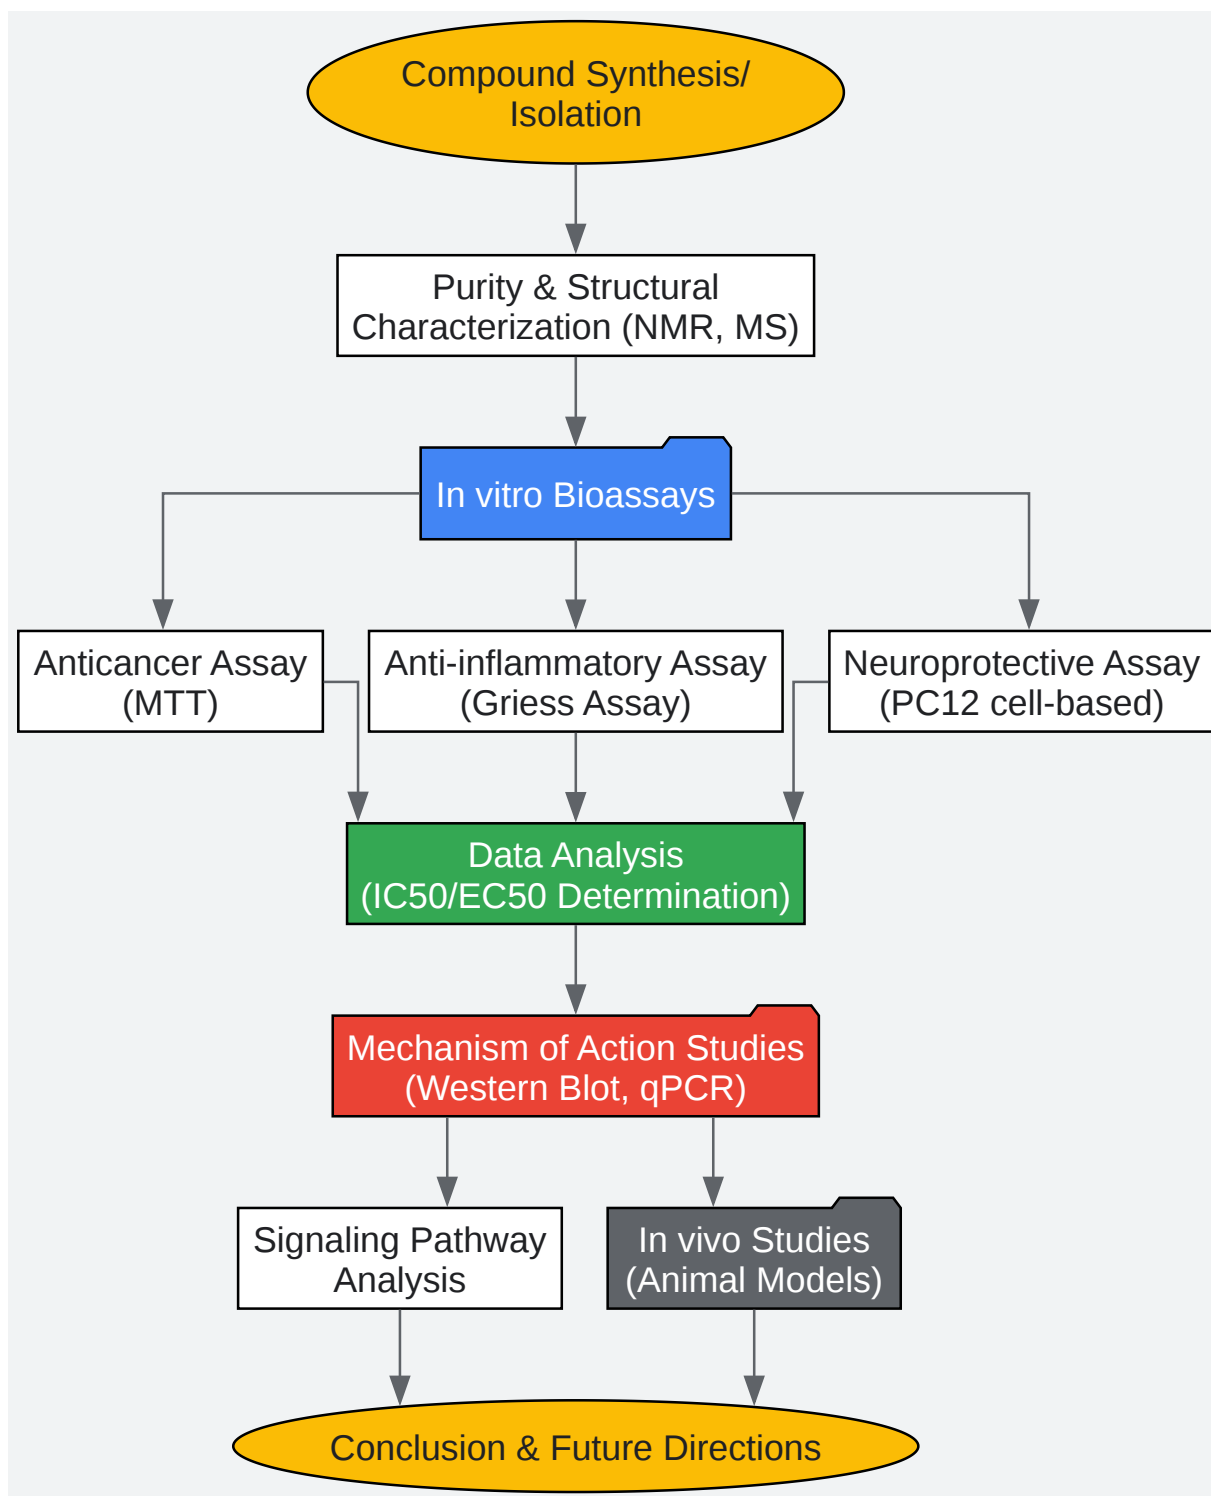 Compound Synthesis/
Isolation
Purity & Structural
Characterization (NMR, MS)
In vitro Bioassays
Anticancer Assay
(MTT)
Anti-inflammatory Assay
(Griess Assay)
Neuroprotective Assay
(PC12 cell-based)
Data Analysis
(IC50/EC50 Determination)
Mechanism of Action Studies
(Western Blot, qPCR)
Signaling Pathway
Analysis
In vivo Studies
(Animal Models)
Conclusion & Future Directions